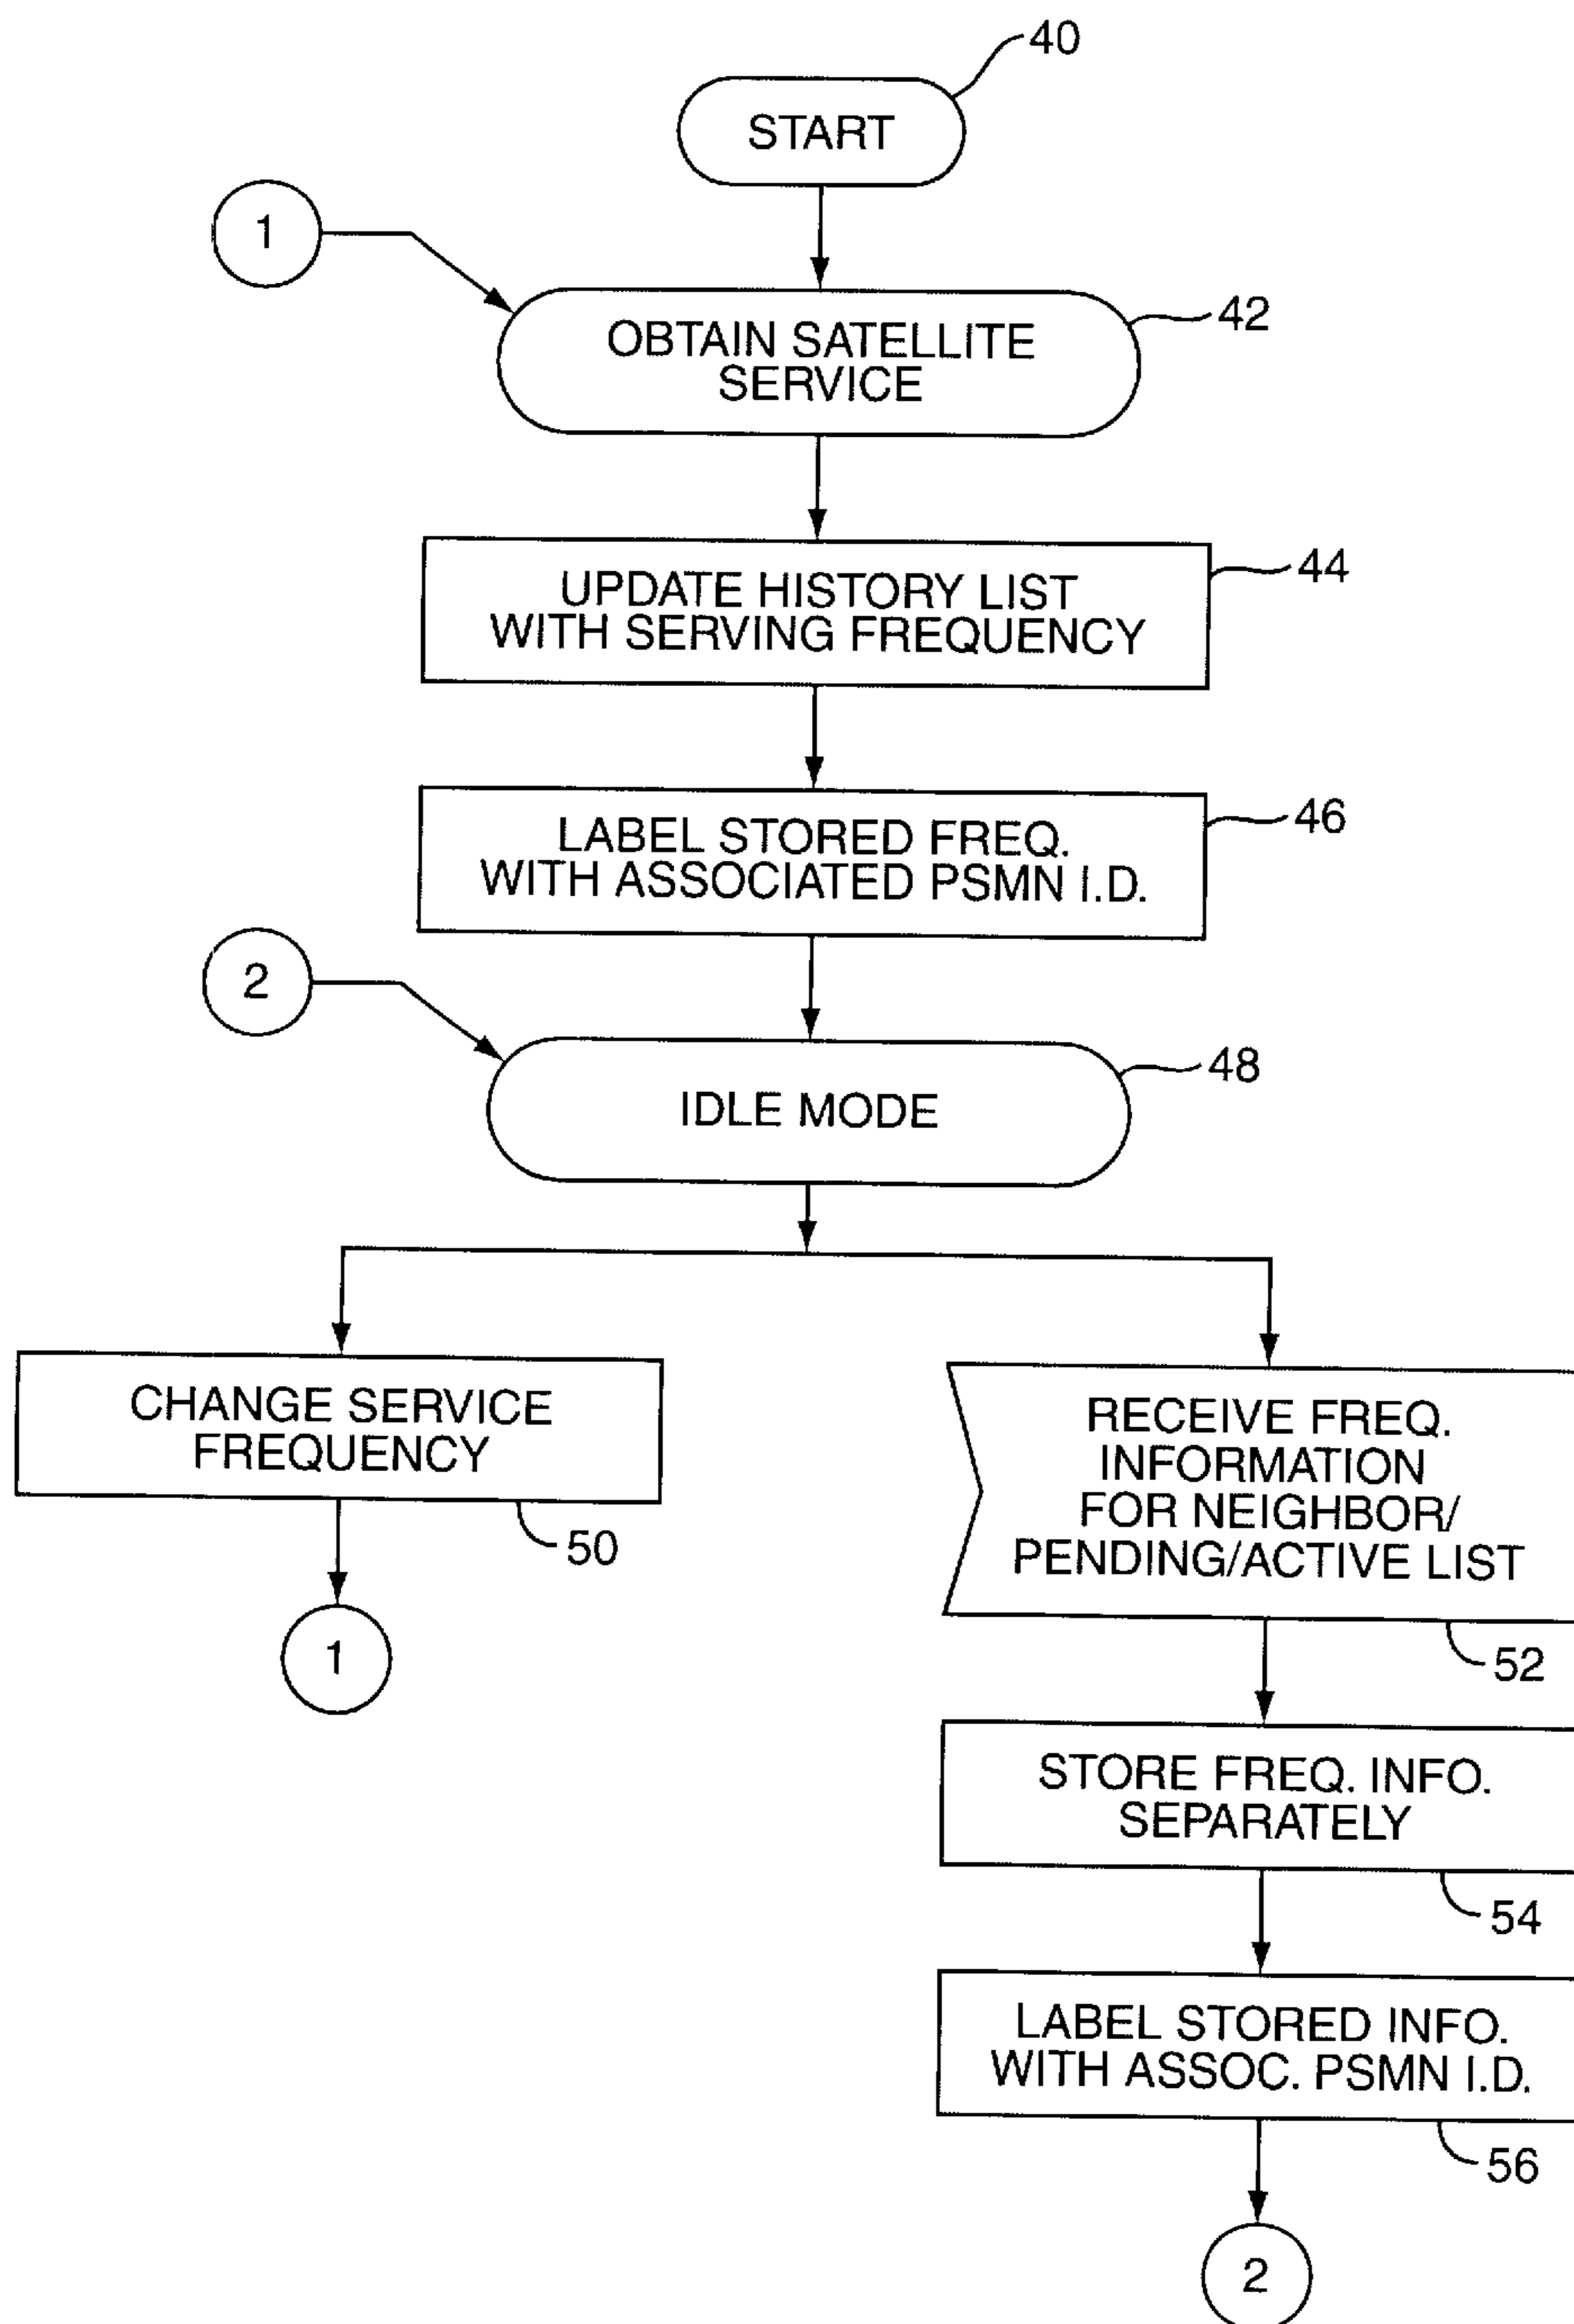 40
START
1
42
OBTAIN SATELLITE
SERVICE
44
UPDATE HISTORY LIST
WITH SERVING FREQUENCY
46
LABEL STORED FREQ.
WITH ASSOCIATED PSMN I.D.
2
48
IDLE MODE
CHANGE SERVICE
FREQUENCY
50
1
RECEIVE FREQ.
INFORMATION
FOR NEIGHBOR/
PENDING/ACTIVE LIST
52
STORE FREQ. INFO.
SEPARATELY
54
LABEL STORED INFO.
WITH ASSOC. PSMN I.D.
56
2